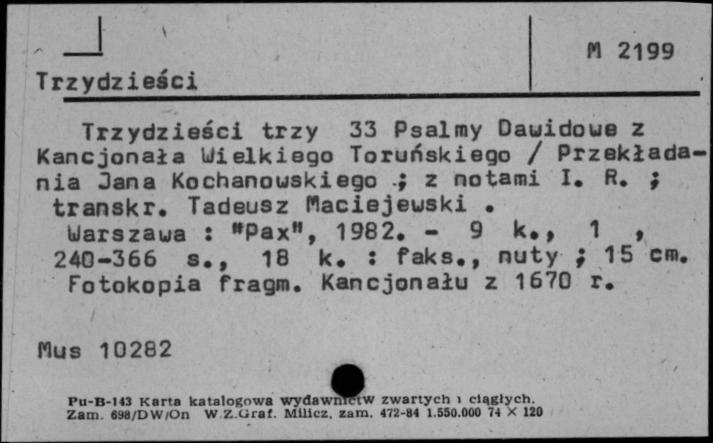 M 2199
Trzydzieści
Trzydzieści trzy 33 Psalmy Dawidowe z
Kancjonała Wielkiego Toruńskiego / Przekłada-
nia Jana Kochanowskiego ; z notami I. R. ;
transkr. Tadeusz Maciejewski .
Warszawa : "Pax", 1982. - 9 k., 1 ,
240-366 s., 18 k. : faks., nuty ; 15 cm.
Fotokopia fragm. Kancjonału z 1670 r.
Mus 10282
Pu-B-143 Karta katalogowa wydawnictw zwartych i ciągłych.
Zam. 698/DW/On W.Z.Graf. Milicz, zam. 472-84 1.550.000 74 × 120